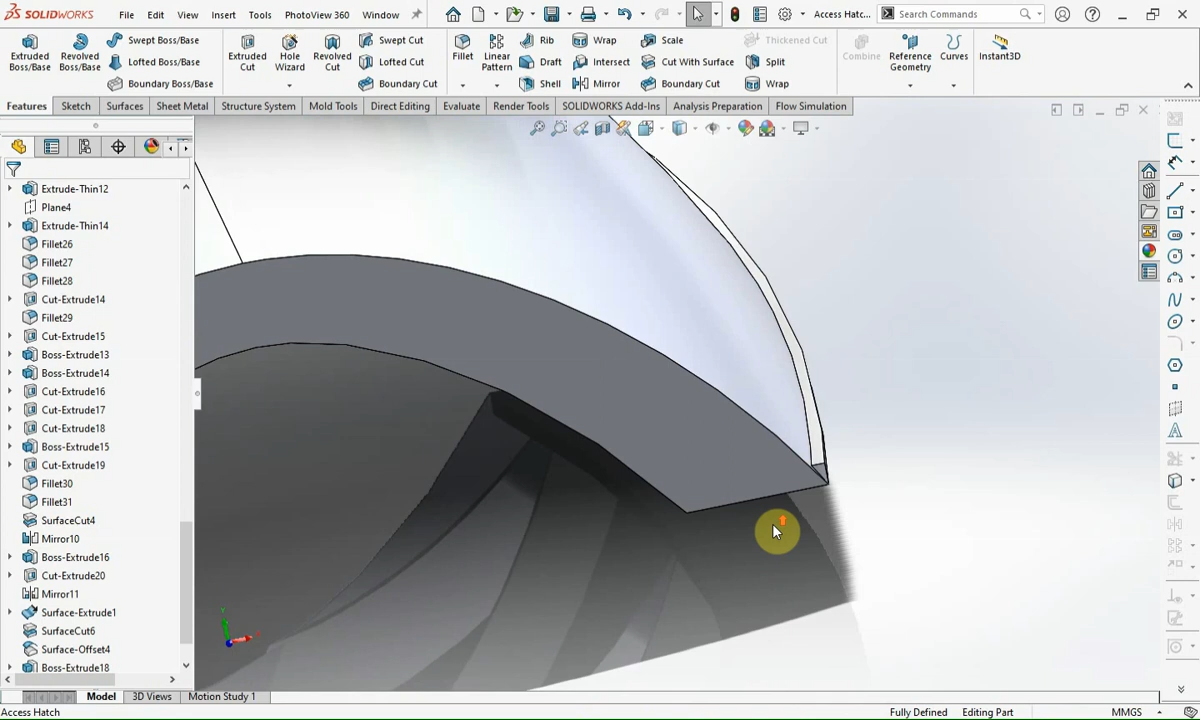 SOLIDWORKS File Edit View Insert Tools PhotoView 360 Window Access Hatc... Search Commands
Extruded Boss/Base
Revolved Boss/Base
Swept Boss/Base
Lofted Boss/Base
Boundary Boss/Base
Extruded Cut
Hole Wizard
Revolved Cut
Swept Cut
Lofted Cut
Boundary Cut
Fillet
Linear Pattern
Rib
Draft
Shell
Wrap
Intersect
Mirror
Scale
Cut With Surface
Boundary Cut
Thickened Cut
Split
Wrap
Combine
Reference Geometry
Curves
Instant3D
Features Sketch Surfaces Sheet Metal Structure System Mold Tools Direct Editing Evaluate Render Tools SOLIDWORKS Add-Ins Analysis Preparation Flow Simulation
Extrude-Thin12
Plane4
Extrude-Thin14
Fillet26
Fillet27
Fillet28
Cut-Extrude14
Fillet29
Cut-Extrude15
Boss-Extrude13
Boss-Extrude14
Cut-Extrude16
Cut-Extrude17
Cut-Extrude18
Boss-Extrude15
Cut-Extrude19
Fillet30
Fillet31
SurfaceCut4
Mirror10
Boss-Extrude16
Cut-Extrude20
Mirror11
Surface-Extrude1
SurfaceCut6
Surface-Offset4
Boss-Extrude18
Model 3D Views Motion Study 1
Access Hatch Fully Defined Editing Part MMGS